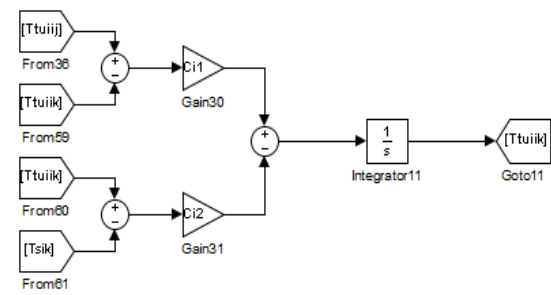 [Ttuiij]
From36
[Ttuiik]
From59
+
−
Ci1
Gain30
[Ttuiik]
From60
[Tsik]
From61
+
−
Ci2
Gain31
+
−
1
s
Integrator11
[Ttuiik]
Goto11